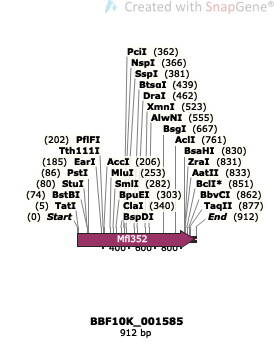 Created with SnapGene®
PciI (362)
NspI (366)
SspI (381)
BtsαI (439)
DraI (462)
XmnI (523)
AlwNI (555)
BsgI (667)
(202) PflFI AclI (761)
Tth111I BsaHI (830)
(185) EarI AccI (206) ZraI (831)
(86) PstI MluI (253) AatII (833)
(80) StuI SmlI (282) BclI* (851)
(74) BstBI BpuEI (303) BbvCI (862)
(5) TatI ClaI (340) TaqII (877)
(0) Start BspDI End (912)
Mfl352
400 600 800
BBF10K_001585
912 bp